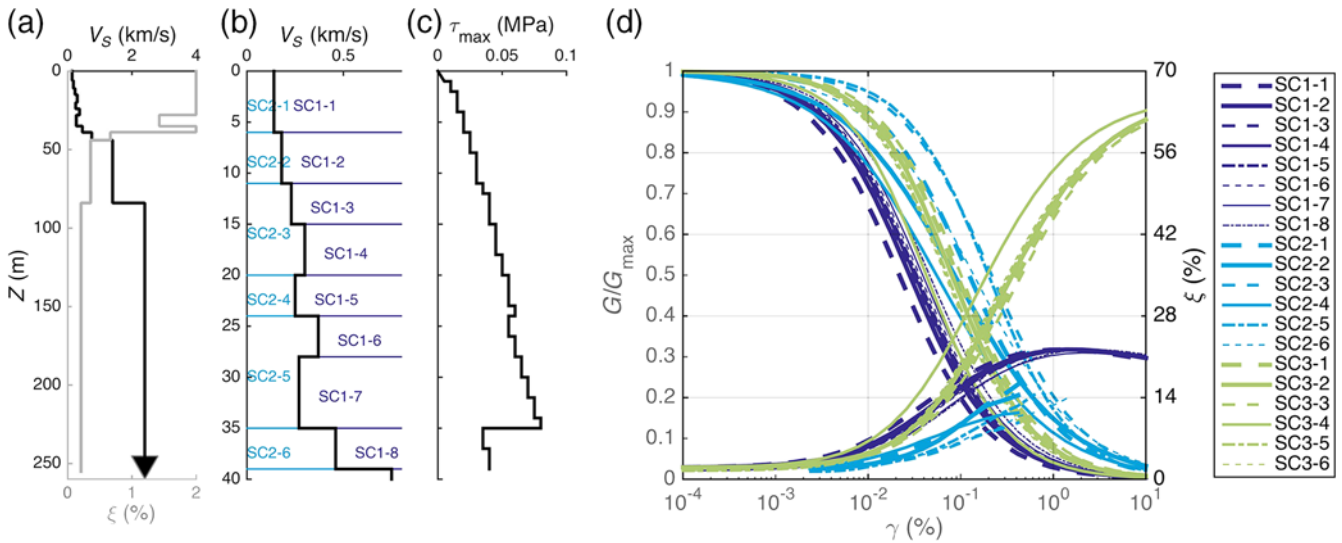 (a)
V_S (km/s)
0 2 4
0
50
100
150
200
250
Z (m)
0 1 2
ξ (%)
(b)
V_S (km/s)
0 0.5
0
5
10
15
20
25
30
35
40
SC2-1 SC1-1
SC2-2 SC1-2
SC1-3
SC2-3
SC1-4
SC2-4 SC1-5
SC1-6
SC2-5
SC1-7
SC2-6 SC1-8
(c)
τ_max (MPa)
0 0.05 0.1
(d)
1
0.9
0.8
0.7
0.6
0.5
0.4
0.3
0.2
0.1
0
G/G_max
10^-4 10^-3 10^-2 10^-1 10^0 10^1
γ (%)
70
56
42
28
14
0
ξ (%)
SC1-1
SC1-2
SC1-3
SC1-4
SC1-5
SC1-6
SC1-7
SC1-8
SC2-1
SC2-2
SC2-3
SC2-4
SC2-5
SC2-6
SC3-1
SC3-2
SC3-3
SC3-4
SC3-5
SC3-6